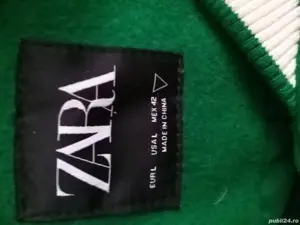 ZARA
EUR L USA L MEX 42
MADE IN CHINA
publi24.ro